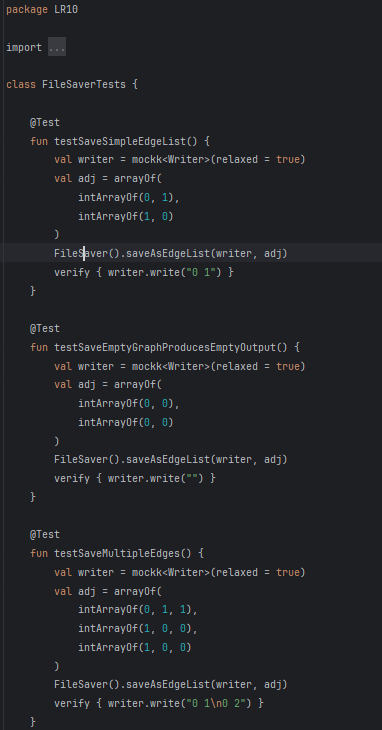 package LR10

import ...

class FileSaverTests {

    @Test
    fun testSaveSimpleEdgeList() {
        val writer = mockk<Writer>(relaxed = true)
        val adj = arrayOf(
            intArrayOf(0, 1),
            intArrayOf(1, 0)
        )
        FileSaver().saveAsEdgeList(writer, adj)
        verify { writer.write("0 1") }
    }

    @Test
    fun testSaveEmptyGraphProducesEmptyOutput() {
        val writer = mockk<Writer>(relaxed = true)
        val adj = arrayOf(
            intArrayOf(0, 0),
            intArrayOf(0, 0)
        )
        FileSaver().saveAsEdgeList(writer, adj)
        verify { writer.write("") }
    }

    @Test
    fun testSaveMultipleEdges() {
        val writer = mockk<Writer>(relaxed = true)
        val adj = arrayOf(
            intArrayOf(0, 1, 1),
            intArrayOf(1, 0, 0),
            intArrayOf(1, 0, 0)
        )
        FileSaver().saveAsEdgeList(writer, adj)
        verify { writer.write("0 1\n0 2") }
    }